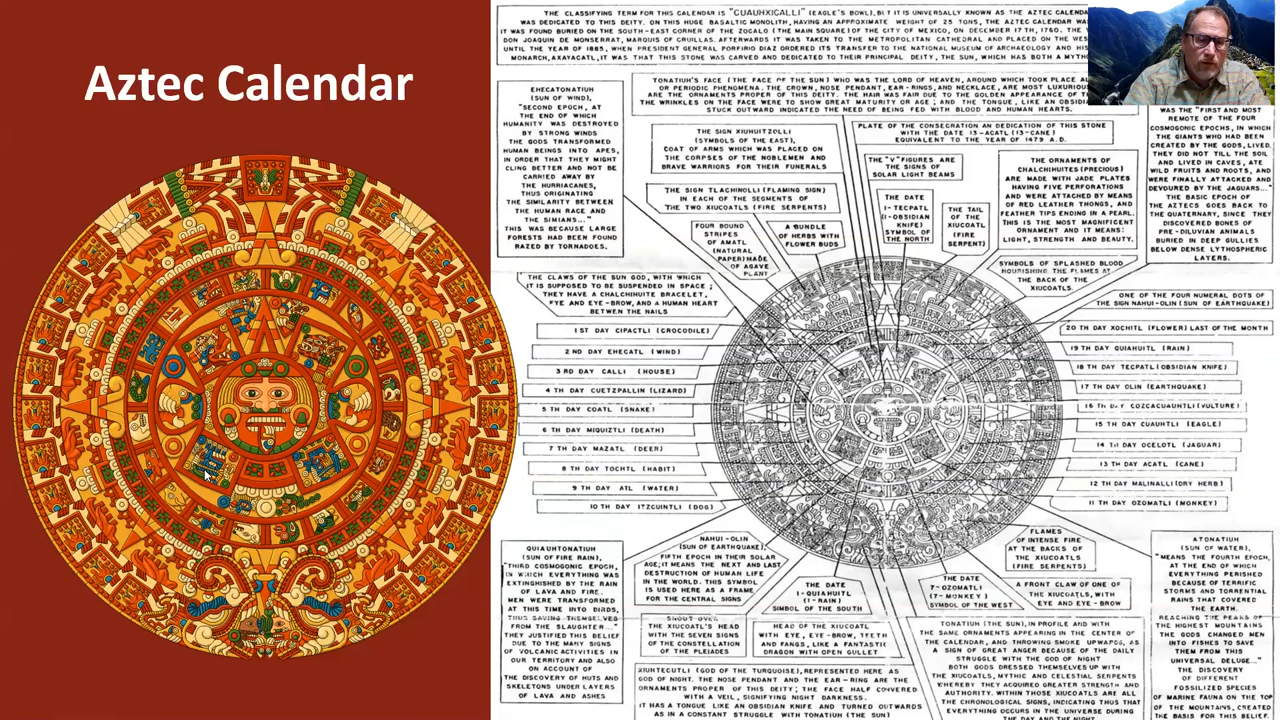 Aztec Calendar
THE CLASSIFYING TERM FOR THIS CALENDAR IS "CUAUHXICALLI" (EAGLE'S BOWL), BUT IT IS UNIVERSALLY KNOWN AS THE AZTEC CALENDA
WAS DEDICATED TO THIS DEITY. ON THIS HUGE BASALTIC MONOLITH, HAVING AN APPROXIMATE WEIGHT OF 25 TONS, THE AZTEC CALENDAR WA
IT WAS FOUND BURIED ON THE SOUTH-EAST CORNER OF THE ZOCALO (THE MAIN SQUARE) OF THE CITY OF MEXICO, ON DECEMBER 17TH, 1760. THE V
DON JOAQUIN DE MONSERRAT, MARQUIS OF CRUILLAS. AFTERWARDS IT WAS TAKEN TO THE METROPOLITAN CATHEDRAL AND PLACED ON THE WES
UNTIL THE YEAR OF 1885, WHEN PRESIDENT GENERAL PORFIRIO DIAZ ORDERED ITS TRANSFER TO THE NATIONAL MUSEUM OF ARCHAEOLOGY AND HIS
MONARCH, AXAYACATL, IT WAS THAT THIS STONE WAS CARVED AND DEDICATED TO THEIR PRINCIPAL DEITY, THE SUN, WHICH HAS BOTH A MYTH
EHECATONATIUH
(SUN OF WIND),
"SECOND EPOCH, AT
THE END OF WHICH
HUMANITY WAS DESTROYED
BY STRONG WINDS
THE GODS TRANSFORMED
HUMAN BEINGS INTO APES,
IN ORDER THAT THEY MIGHT
CLING BETTER AND NOT BE
CARRIED AWAY BY
THE HURRIACANES,
THUS ORIGINATING
THE SIMILARITY BETWEEN
THE HUMAN RACE AND
THE SIMIANS..."
THIS WAS BECAUSE LARGE
FORESTS HAD BEEN FOUND
RAZED BY TORNADOES.
TONATIUH'S FACE (THE FACE OF THE SUN) WHO WAS THE LORD OF HEAVEN, AROUND WHICH TOOK PLACE AL
OR PERIODIC PHENOMENA. THE CROWN, NOSE PENDANT, EAR-RINGS, AND NECKLACE, ARE MOST LUXURIOUS
ARE THE ORNAMENTS PROPER OF THIS DEITY. THE HAIR WAS FAIR DUE TO THE GOLDEN APPEARANCE OF T
THE WRINKLES ON THE FACE WERE TO SHOW GREAT MATURITY OR AGE; AND THE TONGUE, LIKE AN OBSIDIA
STUCK OUTWARD INDICATED THE NEED OF BEING FED WITH BLOOD AND HUMAN HEARTS.
WAS THE "FIRST AND MOST
REMOTE OF THE FOUR
COSMOGONIC EPOCHS, IN WHICH
THE GIANTS WHO HAD BEEN
CREATED BY THE GODS, LIVED.
THEY DID NOT TILL THE SOIL
AND LIVED IN CAVES, ATE
WILD FRUITS AND ROOTS, AND
WERE FINALLY ATTACKED AND
DEVOURED BY THE JAGUARS..."
THE BASIC EPOCH OF
THE AZTECS GOES BACK TO
THE QUATERNARY, SINCE THEY
DISCOVERED BONES OF
PRE-DILUVIAN ANIMALS
BURIED IN DEEP GULLIES
BELOW DENSE LYTHOSPHERIC
LAYERS.
THE SIGN XIUHUITZOLLI
(SYMBOLS OF THE EAST),
COAT OF ARMS WHICH WAS PLACED ON
THE CORPSES OF THE NOBLEMEN AND
BRAVE WARRIORS FOR THEIR FUNERALS
PLATE OF THE CONSECRATION AN DEDICATION OF THIS STONE
WITH THE DATE 13-ACATL (13-CANE)
EQUIVALENT TO THE YEAR OF 1479 A.D.
THE "V" FIGURES ARE
THE SIGNS OF
SOLAR LIGHT BEAMS
THE ORNAMENTS OF
CHALCHIHUITES (PRECIOUS)
ARE MADE WITH JADE PLATES
HAVING FIVE PERFORATIONS
AND WERE ATTACHED BY MEANS
OF RED LEATHER THONGS, AND
FEATHER TIPS ENDING IN A PEARL.
THIS IS THE MOST MAGNIFICENT
ORNAMENT AND IT MEANS:
LIGHT, STRENGTH AND BEAUTY.
THE SIGN TLACHINOLLI (FLAMING SIGN)
IN EACH OF THE SEGMENTS OF
THE TWO XIUCOATLS (FIRE SERPENTS)
THE DATE
1-TECPATL
(1-OBSIDIAN
KNIFE)
SYMBOL OF
THE NORTH
THE TAIL
OF THE
XIUCOATL
(FIRE
SERPENT)
FOUR BOUND
STRIPES
OF AMATL
(NATURAL
PAPER) MADE
OF AGAVE
PLANT
A BUNDLE
OF HERBS WITH
FLOWER BUDS
SYMBOLS OF SPLASHED BLOOD
NOURISHING THE FLAMES AT
THE BACK OF THE
XIUCOATLS.
THE CLAWS OF THE SUN GOD, WITH WHICH
IT IS SUPPOSED TO BE SUSPENDED IN SPACE;
THEY HAVE A CHALCHIHUITE BRACELET,
EYE AND EYE-BROW, AND A HUMAN HEART
BETWEN THE NAILS
ONE OF THE FOUR NUMERAL DOTS OF
THE SIGN NAHUI-OLIN (SUN OF EARTHQUAKE)
1ST DAY CIPACTLI (CROCODILE)
2 ND DAY EHECATL (WIND)
3 RD DAY CALLI (HOUSE)
4 TH DAY CUETZPALLIN (LIZARD)
5 TH DAY COATL (SNAKE)
6 TH DAY MIQUIZTLI (DEATH)
7 TH DAY MAZATL (DEER)
8 TH DAY TOCHTL (HABIT)
9 TH DAY ATL (WATER)
10 TH DAY ITZCUINTLI (DOG)
20 TH DAY XOCHITL (FLOWER) LAST OF THE MONTH
19 TH DAY QUIAHUITL (RAIN)
18 TH DAY TECPATL (OBSIDIAN KNIFE)
17 TH DAY OLIN (EARTHQUAKE)
16 TH DAY COZCACUAUHTLI (VULTURE)
15 TH DAY CUAUHTLI (EAGLE)
14 TH DAY OCELOTL (JAGUAR)
13 TH DAY ACATL (CANE)
12 TH DAY MALINALLI (DRY HERB)
11 TH DAY OZOMATLI (MONKEY)
QUIAUHTONATIUH
(SUN OF FIRE RAIN),
"THIRD COSMOGONIC EPOCH,
IN WHICH EVERYTHING WAS
EXTINGHISHED BY THE RAIN
OF LAVA AND FIRE.
MEN WERE TRANSFORMED
AT THIS TIME INTO BIRDS,
THUS SAVING THEMSELVES
FROM THE SLAUGHTER..."
THEY JUSTIFIED THIS BELIEF
DUE TO THE MANY SIGNS
OF VOLCANIC ACTIVITIES IN
OUR TERRITORY AND ALSO
ON ACCOUNT OF
THE DISCOVERY OF HUTS AND
SKELETONS UNDER LAYERS
OF LAVA AND ASHES
NAHUI-OLIN
(SUN OF EARTHQUAKE),
FIFTH EPOCH IN THEIR SOLAR
AGE; IT MEANS THE NEXT AND LAST
DESTRUCTION OF HUMAN LIFE
IN THE WORLD. THIS SYMBOL
IS USED HERE AS A FRAME
FOR THE CENTRAL SIGNS
THE DATE
1-QUIAHUITL
(1-RAIN)
SIMBOL OF THE SOUTH
THE DATE
7-OZOMATLI
(7-MONKEY)
SYMBOL OF THE WEST
FLAMES
OF INTENSE FIRE
AT THE BACKS OF
THE XIUCOATLS
(FIRE SERPENTS)
A FRONT CLAW OF ONE OF
THE XIUCOATLS, WITH
EYE AND EYE-BROW
ATONATIUH
(SUN OF WATER),
"MEANS THE FOURTH EPOCH,
AT THE END OF WHICH
EVERYTHING PERISHED
BECAUSE OF TERRIFIC
STORMS AND TORRENTIAL
RAINS THAT COVERED
THE EARTH.
REACHING THE PEAKS OF
THE HIGHEST MOUNTAINS
THE GODS CHANGED MEN
INTO FISHES TO SAVE
THEM FROM THIS
UNIVERSAL DELUGE..."
THE DISCOVERY
OF DIFFERENT
FOSSILIZED SPECIES
OF MARINE FAUNA ON THE TOP
OF THE MOUNTAINS, CREATED
THE BASIS FOR THIS BELIEF
SNOUT OVER
THE XIUCOATL'S HEAD
WITH THE SEVEN SIGNS
OF THE CONSTELLATION
OF THE PLEIADES
HEAD OF THE XIUCOATL
WITH EYE, EYE-BROW, TEETH
AND FANGS, LIKE A FANTASTIC
DRAGON WITH OPEN GULLET
TONATIUH (THE SUN), IN PROFILE AND WITH
THE SAME ORNAMENTS APPEARING IN THE CENTER OF
THE CALENDAR, AND THROWING SMOKE UPWARDS, AS
A SIGN OF GREAT ANGER BECAUSE OF THE DAILY
STRUGGLE WITH THE GOD OF NIGHT
BOTH GODS DRESSED THEMSELVES UP WITH
THE XIUCOATLS, MYTHIC AND CELESTIAL SERPENTS
WHEREBY THEY ACQUIRED GREATER STRENGTH AND
AUTHORITY. WITHIN THOSE XIUCOATLS ARE ALL
THE CHRONOLOGICAL SIGNS, INDICATING THUS THAT
EVERYTHING OCCURS IN THE UNIVERSE DURING
THE DAY AND THE NIGHT
XIUHTECUTLI (GOD OF THE TURQUOISE), REPRESENTED HERE AS
GOD OF NIGHT. THE NOSE PENDANT AND THE EAR-RING ARE THE
ORNAMENTS PROPER OF THIS DEITY; THE FACE HALF COVERED
WITH A VEIL, SIGNIFYING NIGHT DARKNESS.
IT HAS A TONGUE LIKE AN OBSIDIAN KNIFE AND TURNED OUTWARDS
AS IN A CONSTANT STRUGGLE WITH TONATIUH (THE SUN)